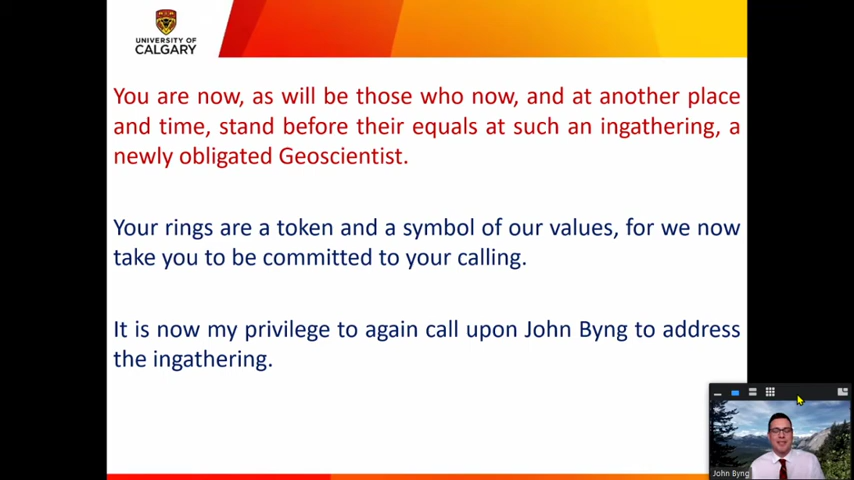 UNIVERSITY OF
CALGARY
You are now, as will be those who now, and at another place
and time, stand before their equals at such an ingathering, a
newly obligated Geoscientist.
Your rings are a token and a symbol of our values, for we now
take you to be committed to your calling.
It is now my privilege to again call upon John Byng to address
the ingathering.
John Byng